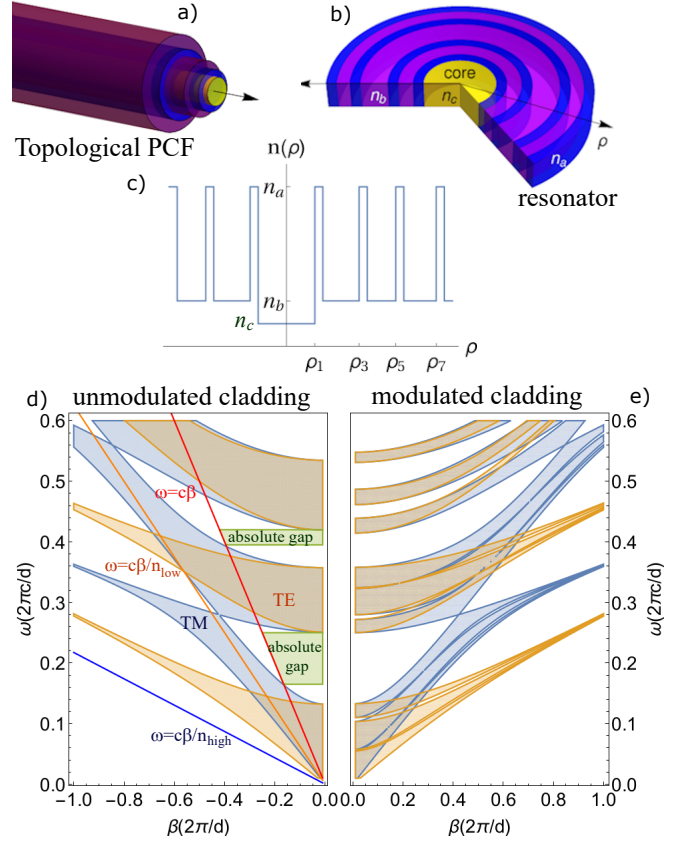 a)
b)
core
n_b
n_c
n_a
ρ
Topological PCF
resonator
c)
n(ρ)
n_a
n_b
n_c
ρ_1 ρ_3 ρ_5 ρ_7
ρ
d) unmodulated cladding
modulated cladding e)
0.6
0.5
0.4
0.3
0.2
0.1
0.0
ω(2πc/d)
ω=cβ
absolute gap
ω=cβ/n_low
TE
TM
absolute
gap
ω=cβ/n_high
-1.0 -0.8 -0.6 -0.4 -0.2 0.0
β(2π/d)
0.6
0.5
0.4
0.3
0.2
0.1
0.0
ω(2πc/d)
0.0 0.2 0.4 0.6 0.8 1.0
β(2π/d)